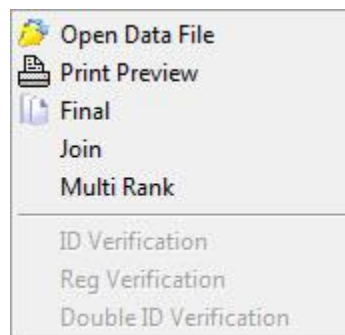 Open Data File
Print Preview
Final
Join
Multi Rank
ID Verification
Reg Verification
Double ID Verification